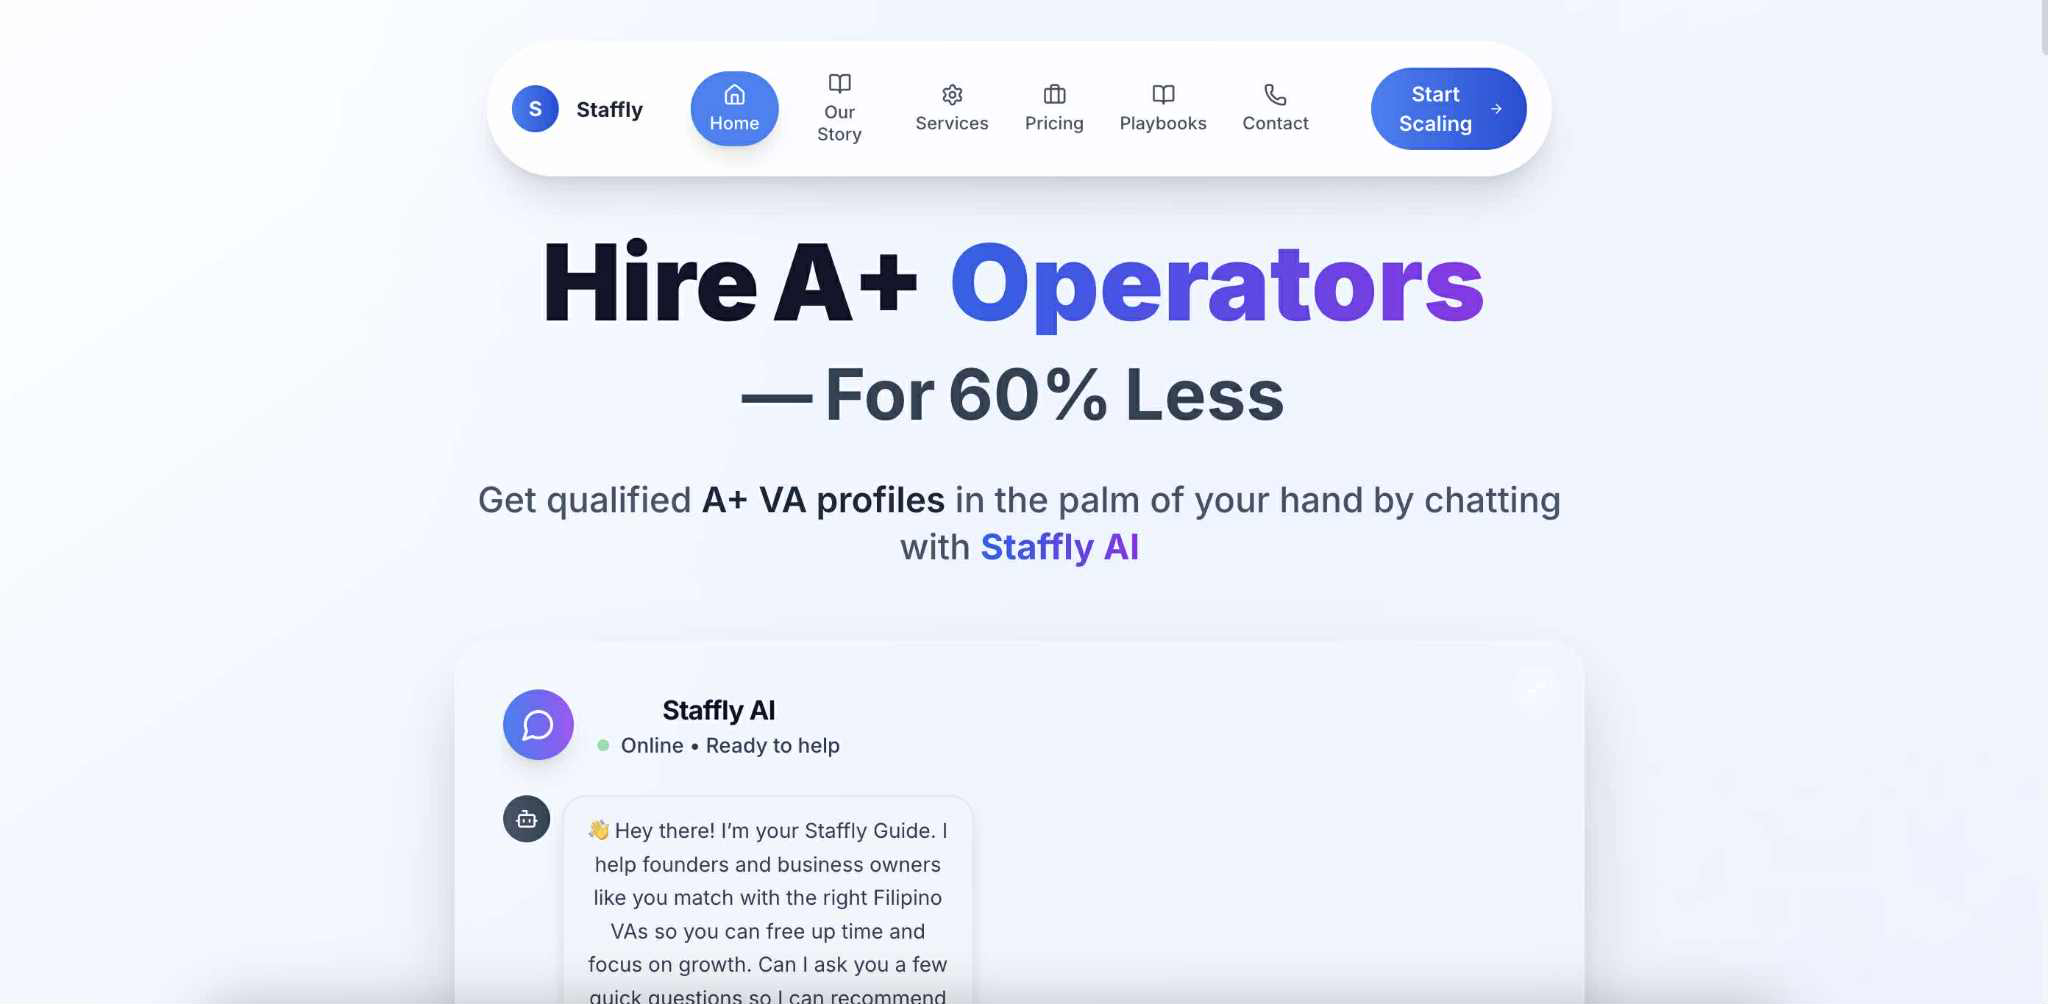 S Staffly
Home
Our
Story
Services
Pricing
Playbooks
Contact
Start
Scaling
Hire A+ Operators
— For 60% Less
Get qualified A+ VA profiles in the palm of your hand by chatting
with Staffly AI
Staffly AI
Online • Ready to help
👋 Hey there! I’m your Staffly Guide. I
help founders and business owners
like you match with the right Filipino
VAs so you can free up time and
focus on growth. Can I ask you a few
quick questions so I can recommend